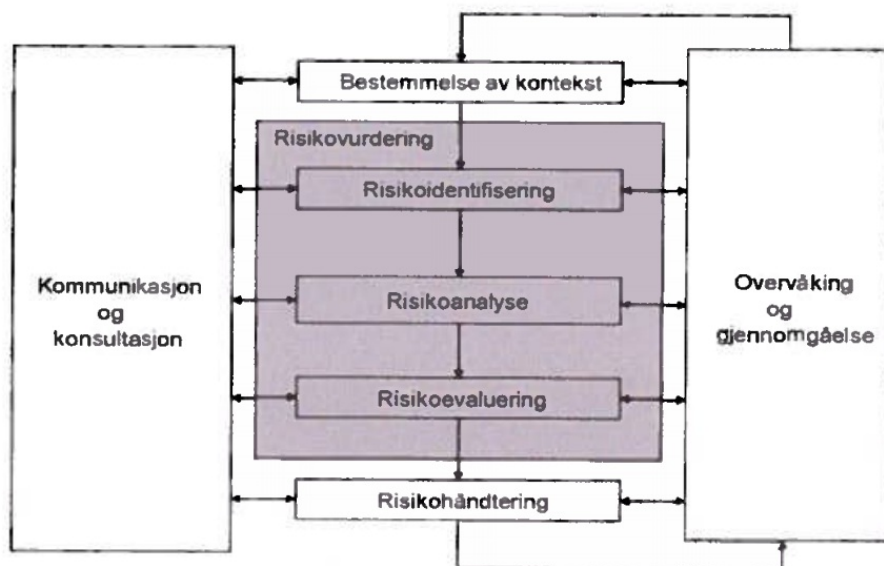 Bestemmelse av kontekst
Risikovurdering
Risikoidentifisering
Risikoanalyse
Risikoevaluering
Risikohåndtering
Kommunikasjon
og
konsultasjon
Overvåking
og
gjennomgåelse